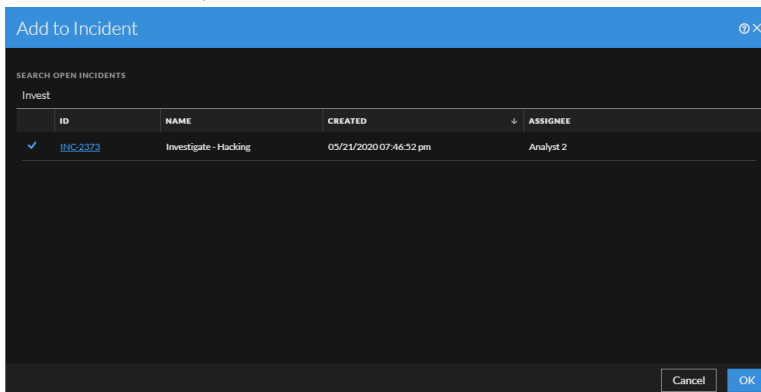 Add to Incident
SEARCH OPEN INCIDENTS
Invest
ID NAME CREATED ASSIGNEE
INC-2373 Investigate - Hacking 05/21/2020 07:46:52 pm Analyst 2
Cancel OK